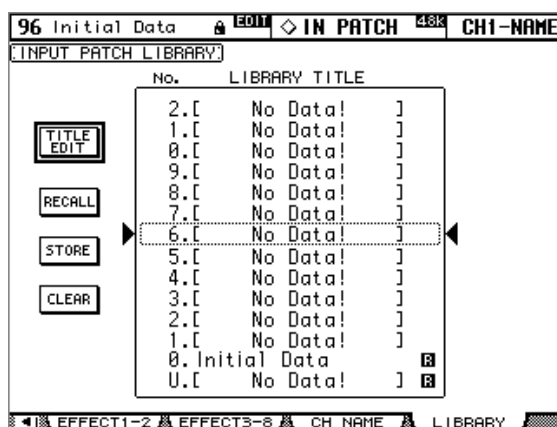 96 Initial Data EDIT IN PATCH 48K CH1-NAME
INPUT PATCH LIBRARY
No. LIBRARY TITLE
2.[ No Data! ]
1.[ No Data! ]
0.[ No Data! ]
9.[ No Data! ]
8.[ No Data! ]
7.[ No Data! ]
6.[ No Data! ]
5.[ No Data! ]
4.[ No Data! ]
3.[ No Data! ]
2.[ No Data! ]
1.[ No Data! ]
0.Initial Data R
U.[ No Data! ] R
TITLE
EDIT
RECALL
STORE
CLEAR
EFFECT1-2 EFFECT3-8 CH NAME LIBRARY